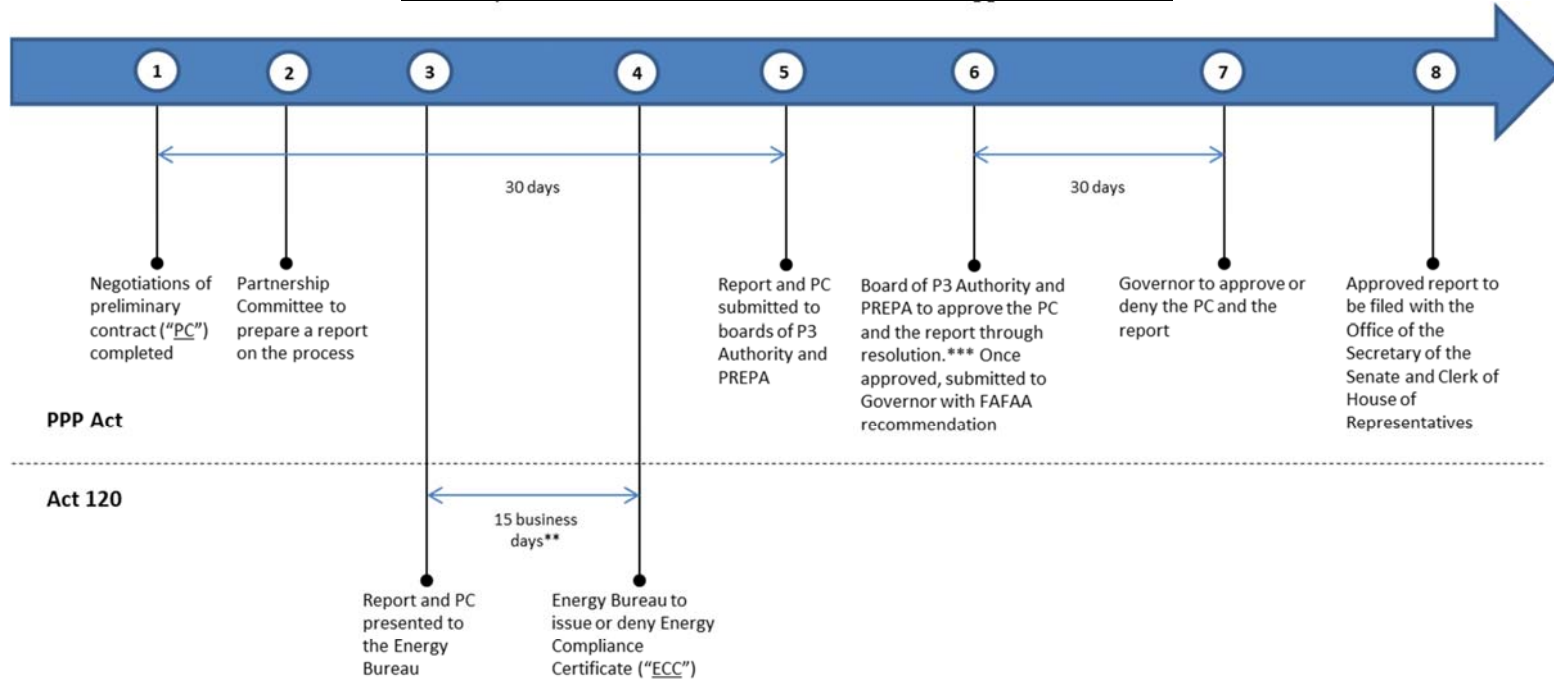 1
2
3
4
5
6
7
8
30 days
30 days
Negotiations of
preliminary
contract (“PC”)
completed
Partnership
Committee to
prepare a report
on the process
Report and PC
submitted to
boards of P3
Authority and
PREPA
Board of P3 Authority and
PREPA to approve the PC
and the report through
resolution.*** Once
approved, submitted to
Governor with FAFAA
recommendation
Governor to approve or
deny the PC and the
report
Approved report to
be filed with the
Office of the
Secretary of the
Senate and Clerk of
House of
Representatives
PPP Act
Act 120
15 business
days**
Report and PC
presented to
the Energy
Bureau
Energy Bureau to
issue or deny Energy
Compliance
Certificate (“ECC”)